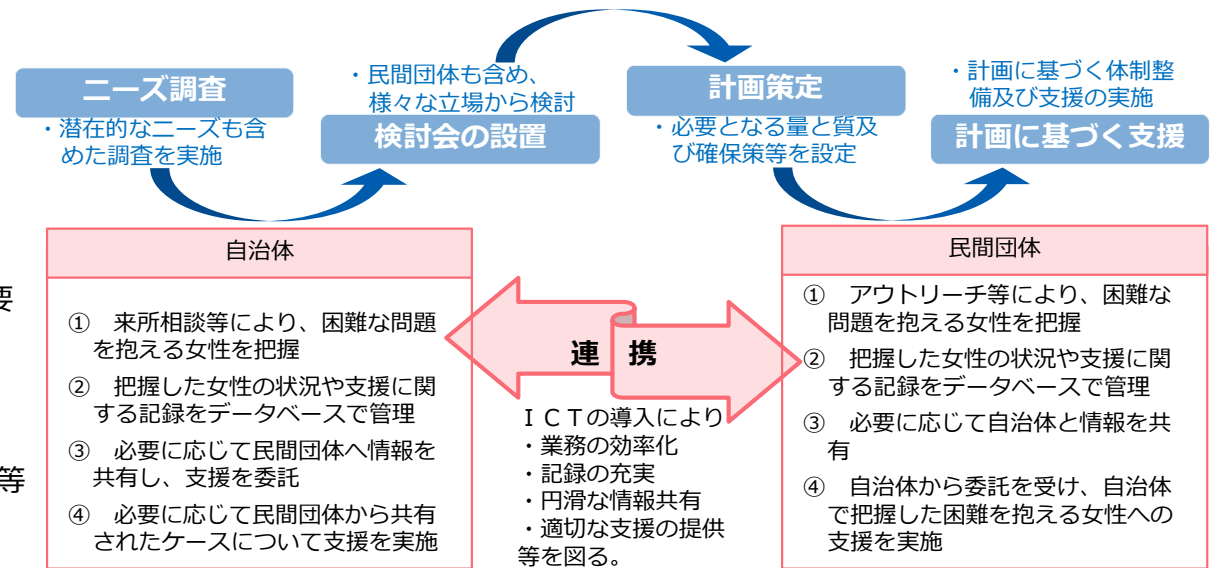 ニーズ調査
・潜在的なニーズも含
めた調査を実施
・民間団体も含め、
様々な立場から検討
検討会の設置
計画策定
・必要となる量と質及
び確保策等を設定
・計画に基づく体制整
備及び支援の実施
計画に基づく支援
要
等
自治体
① 来所相談等により、困難な問題
を抱える女性を把握
② 把握した女性の状況や支援に関
する記録をデータベースで管理
③ 必要に応じて民間団体へ情報を
共有し、支援を委託
④ 必要に応じて民間団体から共有
されたケースについて支援を実施
連 携
ＩＣＴの導入により
・業務の効率化
・記録の充実
・円滑な情報共有
・適切な支援の提供
等を図る。
民間団体
① アウトリーチ等により、困難な
問題を抱える女性を把握
② 把握した女性の状況や支援に関
する記録をデータベースで管理
③ 必要に応じて自治体と情報を共
有
④ 自治体から委託を受け、自治体
で把握した困難を抱える女性への
支援を実施